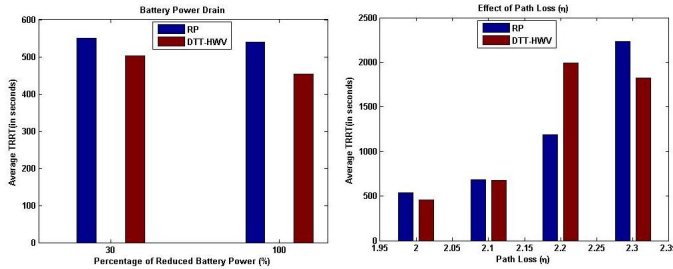 Battery Power Drain
Average TRRT(in seconds)
600
500
400
300
200
100
0
RP
DTT-HWV
30
100
Percentage of Reduced Battery Power (%)
Effect of Path Loss (η)
Average TRRT(in seconds)
2500
2000
1500
1000
500
0
RP
DTT-HWV
1.95 2 2.05 2.1 2.15 2.2 2.25 2.3 2.35
Path Loss (η)